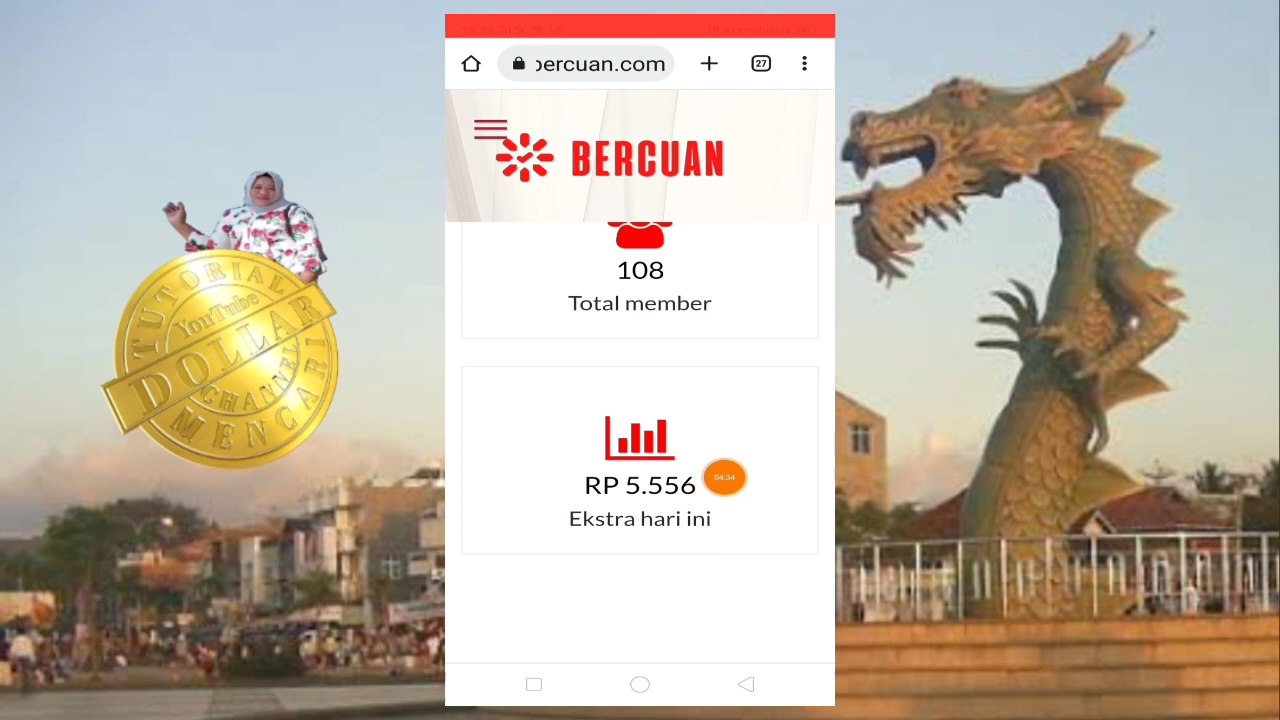 TUTORIAL
YouTube
DOLLAR
CHANNEL
MENCARI
ercuan.com
27
BERCUAN
108
Total member
RP 5.556
04:34
Ekstra hari ini